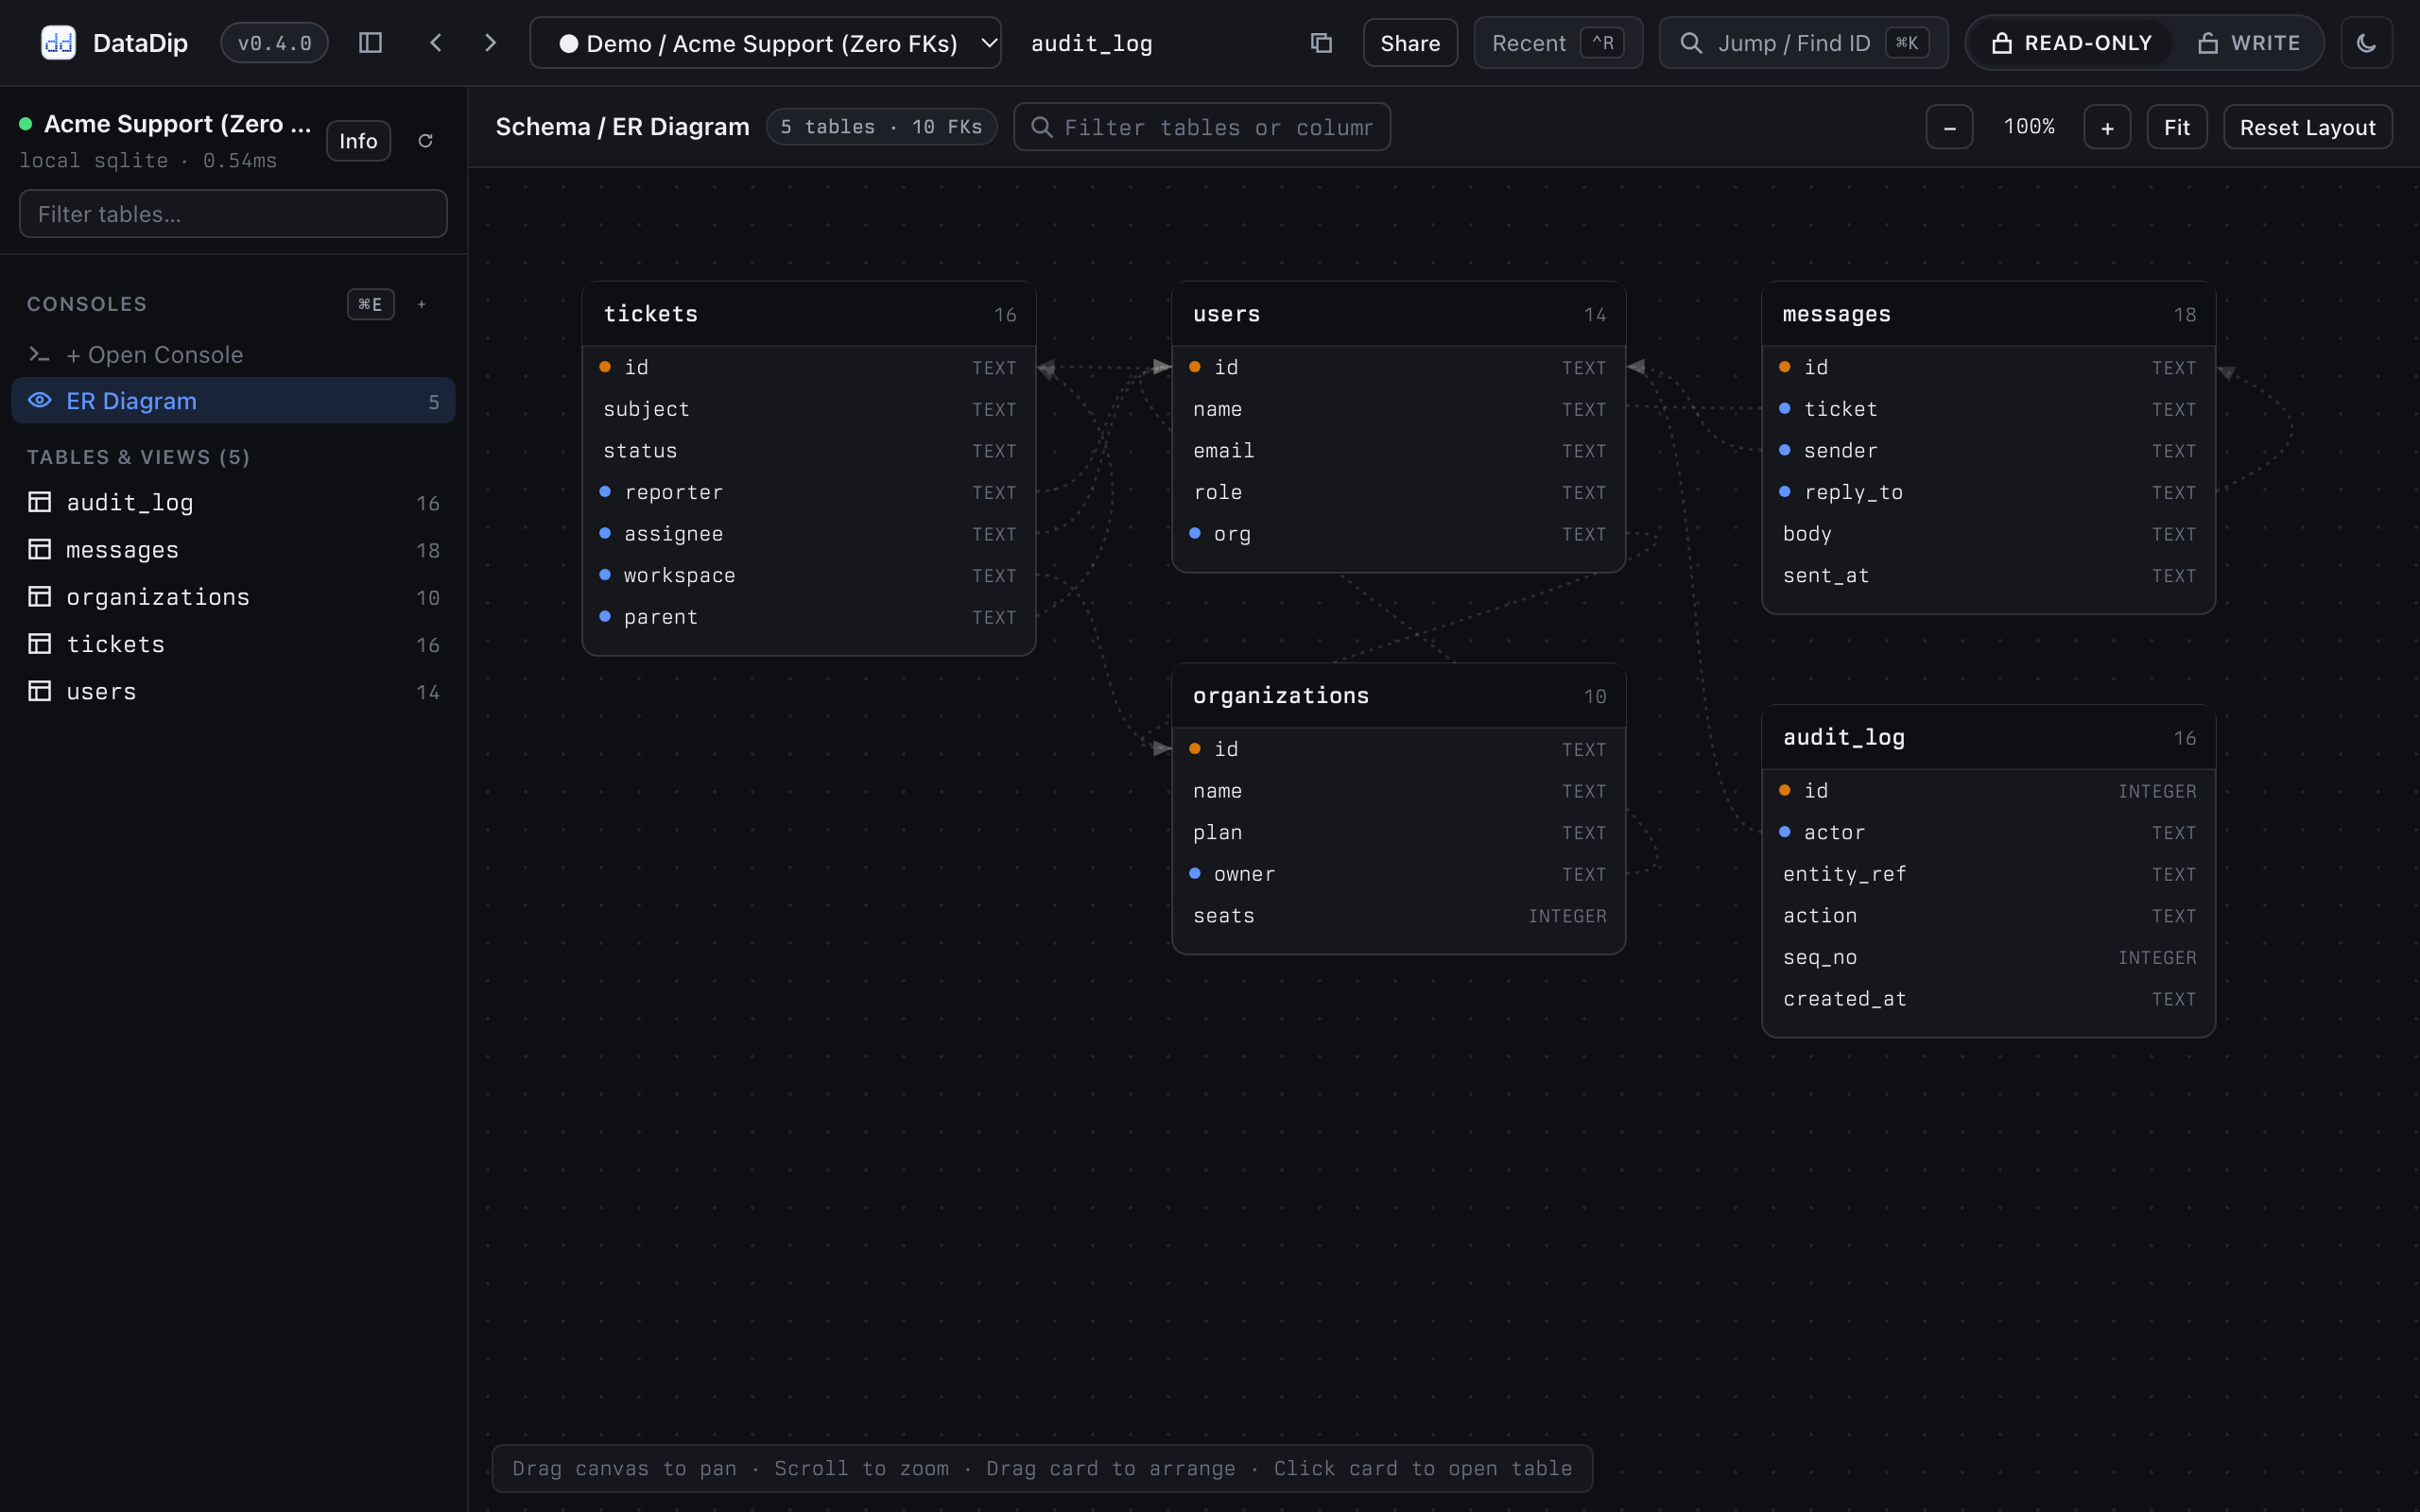 dd DataDip v0.4.0 Demo / Acme Support (Zero FKs) audit_log Share Recent ^R Jump / Find ID ⌘K READ-ONLY WRITE
Acme Support (Zero ... Info
local sqlite · 0.54ms
Filter tables...
CONSOLES ⌘E +
+ Open Console
ER Diagram 5
TABLES & VIEWS (5)
audit_log 16
messages 18
organizations 10
tickets 16
users 14
Schema / ER Diagram 5 tables · 10 FKs Filter tables or colum − 100% + Fit Reset Layout
tickets 16
id TEXT
subject TEXT
status TEXT
reporter TEXT
assignee TEXT
workspace TEXT
parent TEXT
users 14
id TEXT
name TEXT
email TEXT
role TEXT
org TEXT
messages 18
id TEXT
ticket TEXT
sender TEXT
reply_to TEXT
body TEXT
sent_at TEXT
organizations 10
id TEXT
name TEXT
plan TEXT
owner TEXT
seats INTEGER
audit_log 16
id INTEGER
actor TEXT
entity_ref TEXT
action TEXT
seq_no INTEGER
created_at TEXT
Drag canvas to pan · Scroll to zoom · Drag card to arrange · Click card to open table